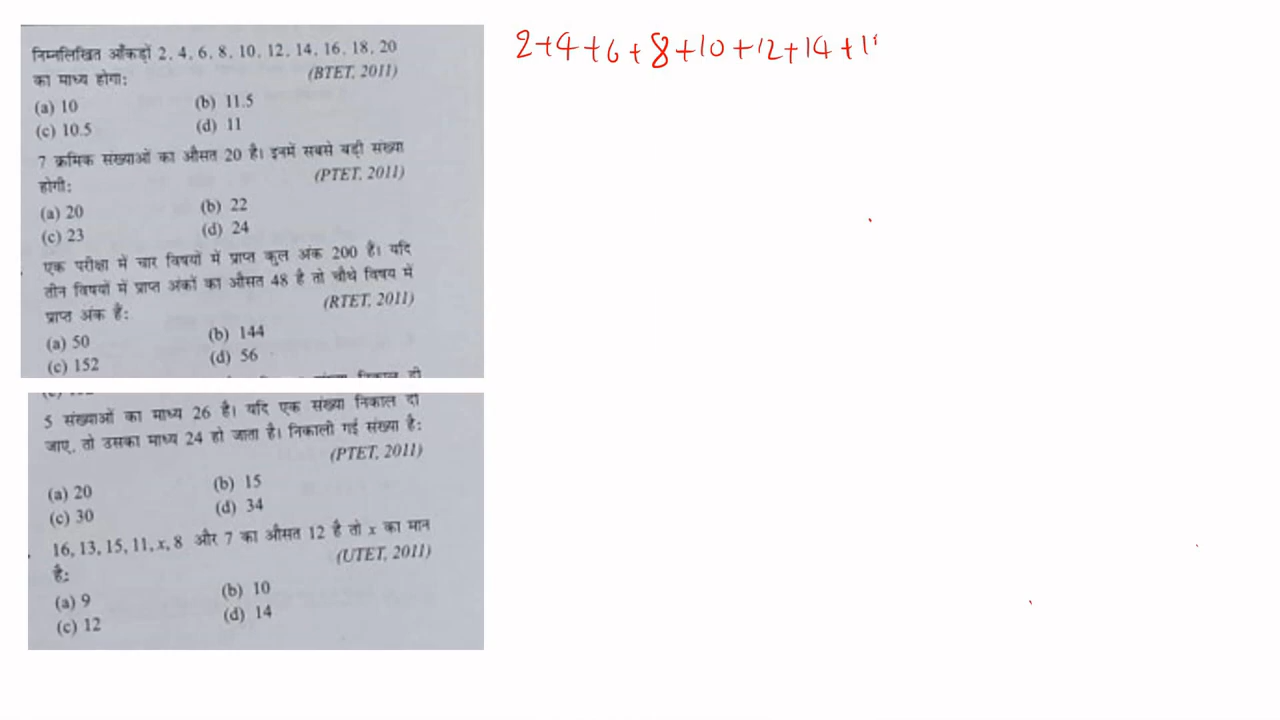 निम्नलिखित आँकड़ों 2, 4, 6, 8, 10, 12, 14, 16, 18, 20
का माध्य होगा: (BTET, 2011)
(a) 10 (b) 11.5
(c) 10.5 (d) 11
7 क्रमिक संख्याओं का औसत 20 है। इनमें सबसे बड़ी संख्या
होगी: (PTET, 2011)
(a) 20 (b) 22
(c) 23 (d) 24
एक परीक्षा में चार विषयों में प्राप्त कुल अंक 200 है। यदि
तीन विषयों में प्राप्त अंकों का औसत 48 है तो चौथे विषय में
प्राप्त अंक हैं: (RTET, 2011)
(a) 50 (b) 144
(c) 152 (d) 56
5 संख्याओं का माध्य 26 है। यदि एक संख्या निकाल दी
जाए, तो उसका माध्य 24 हो जाता है। निकाली गई संख्या है:
(PTET, 2011)
(a) 20 (b) 15
(c) 30 (d) 34
16, 13, 15, 11, x, 8 और 7 का औसत 12 है तो x का मान
है: (UTET, 2011)
(a) 9 (b) 10
(c) 12 (d) 14
2+4+6+8+10+12+14+1